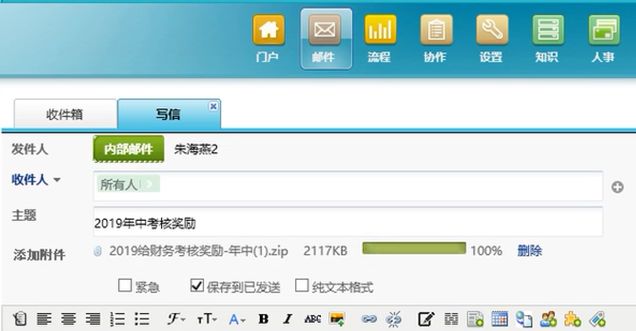 门户 邮件 流程 协作 设置 知识 人事
收件箱 写信
发件人 内部邮件 朱海燕2
收件人 所有人
主题 2019年中考核奖励
添加附件 2019给财务考核奖励-年中(1).zip 2117KB 100% 删除
紧急 保存到已发送 纯文本格式
F TT A B I ABC